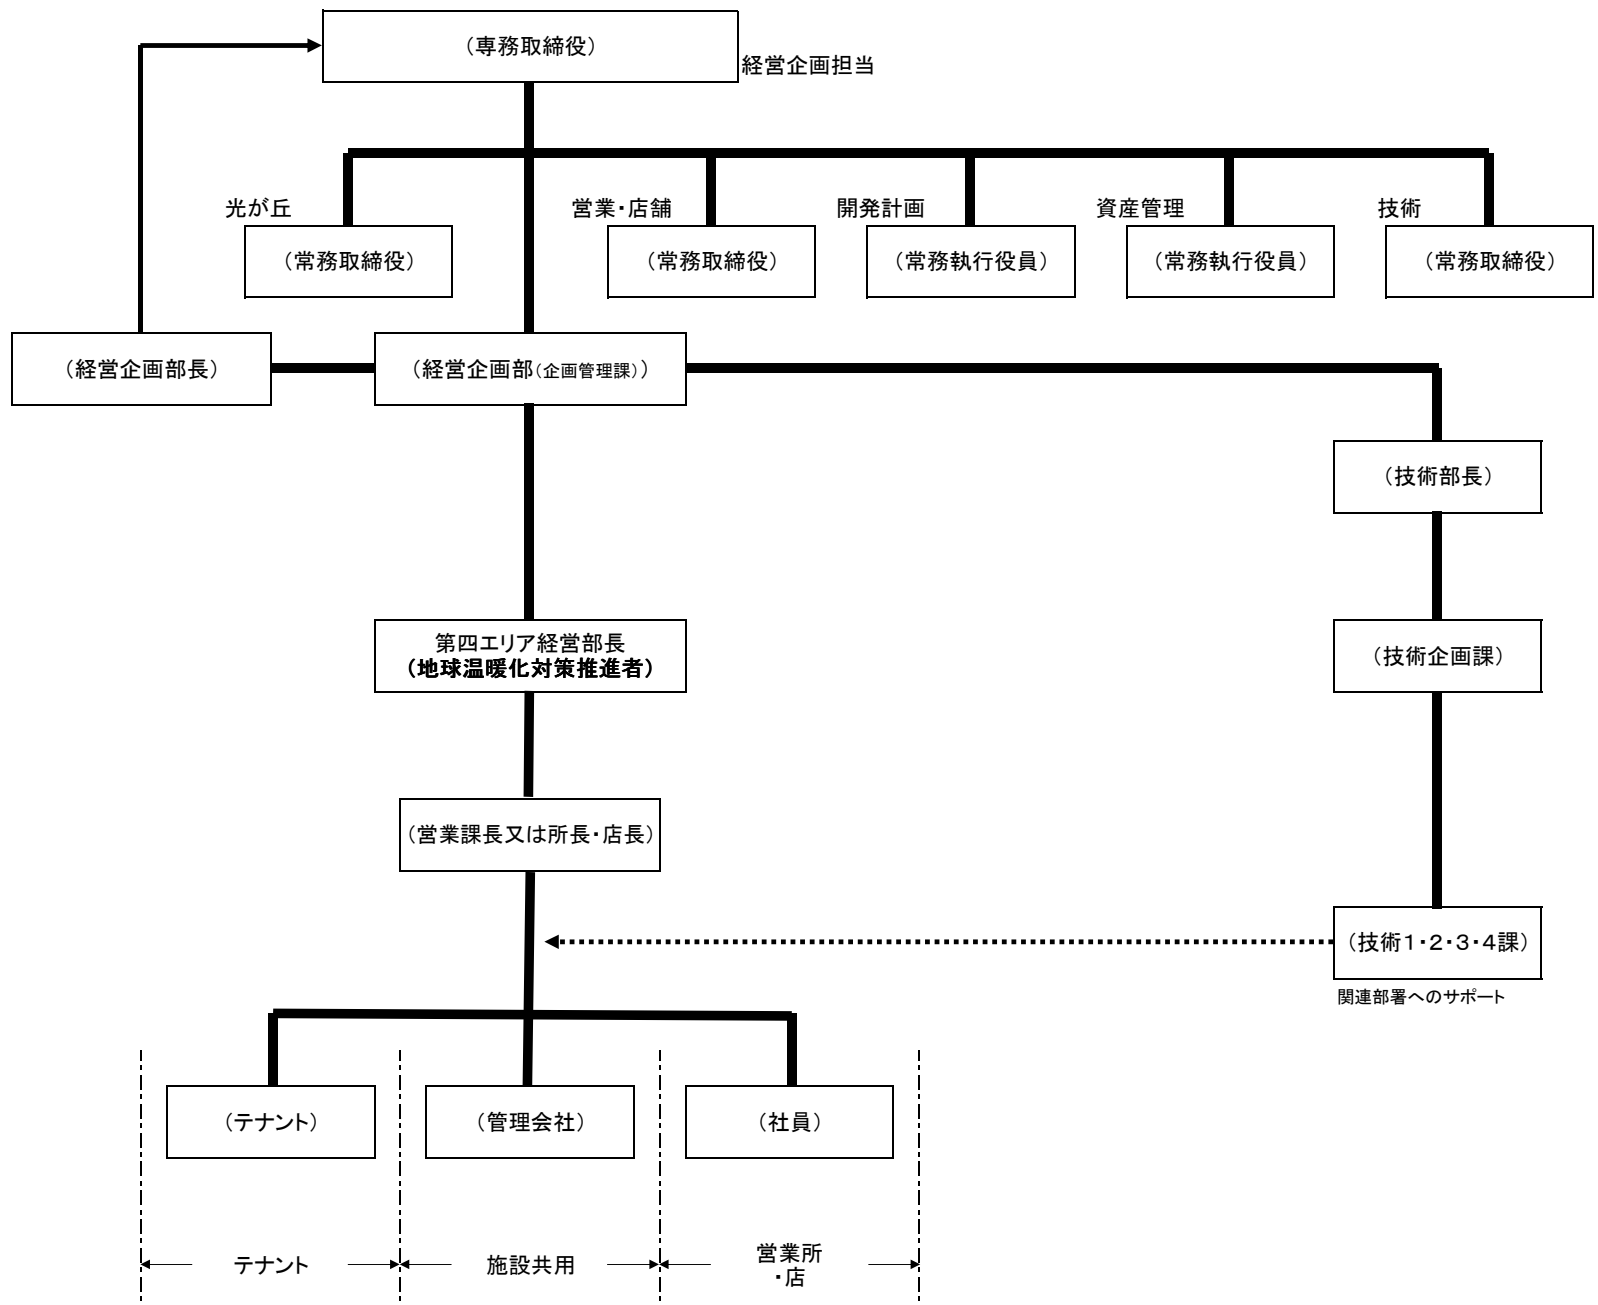 （専務取締役）
経営企画担当
光が丘
営業・店舗
開発計画
資産管理
技術
（常務取締役）
（常務取締役）
（常務執行役員）
（常務執行役員）
（常務取締役）
（経営企画部長）
（経営企画部（企画管理課））
（技術部長）
第四エリア経営部長
（地球温暖化対策推進者）
（技術企画課）
（営業課長又は所長・店長）
（技術１・２・３・４課）
関連部署へのサポート
（テナント）
（管理会社）
（社員）
テナント
施設共用
営業所
・店